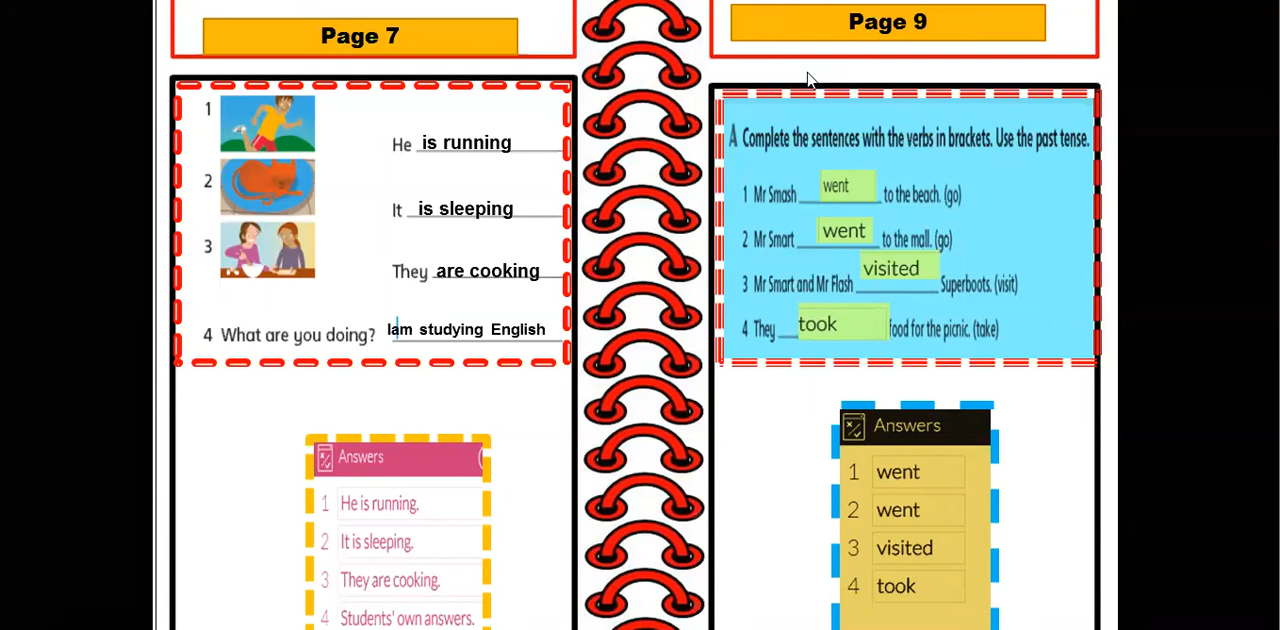 Page 7
1
He is running
2
It is sleeping
3
They are cooking
4 What are you doing? Iam studying English
Answers
1 He is running.
2 It is sleeping.
3 They are cooking.
4 Students' own answers.
Page 9
A Complete the sentences with the verbs in brackets. Use the past tense.
1 Mr Smash went to the beach. (go)
2 Mr Smart went to the mall. (go)
3 Mr Smart and Mr Flash visited Superboots. (visit)
4 They took food for the picnic. (take)
Answers
1 went
2 went
3 visited
4 took